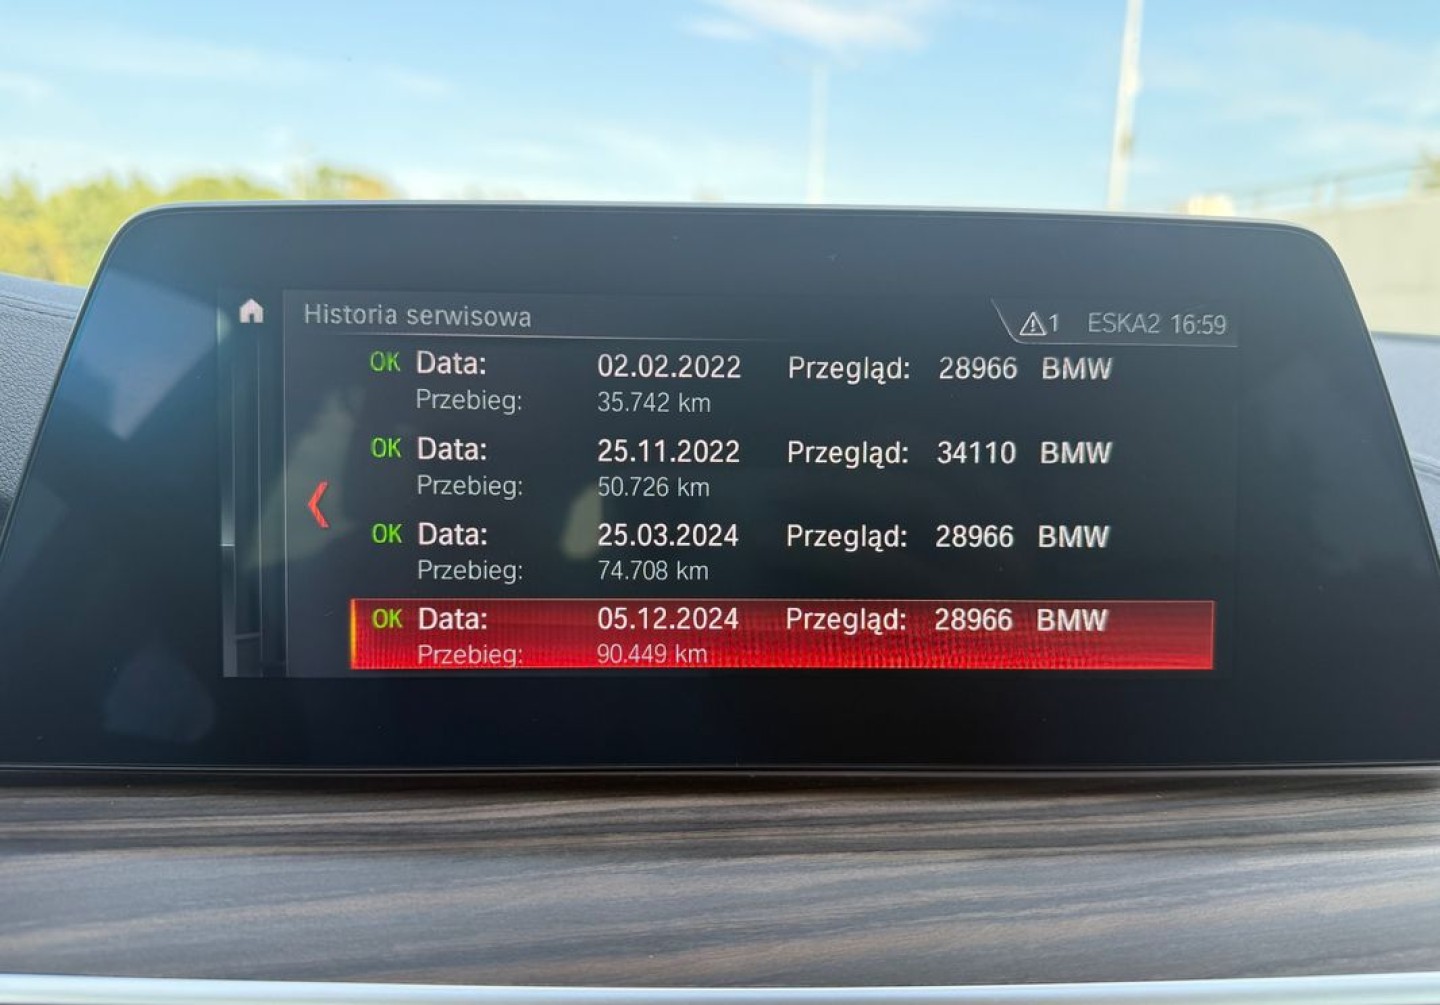 Historia serwisowa 1 ESKA2 16:59
OK Data: 02.02.2022 Przegląd: 28966 BMW
Przebieg: 35.742 km
OK Data: 25.11.2022 Przegląd: 34110 BMW
Przebieg: 50.726 km
OK Data: 25.03.2024 Przegląd: 28966 BMW
Przebieg: 74.708 km
OK Data: 05.12.2024 Przegląd: 28966 BMW
Przebieg: 90.449 km